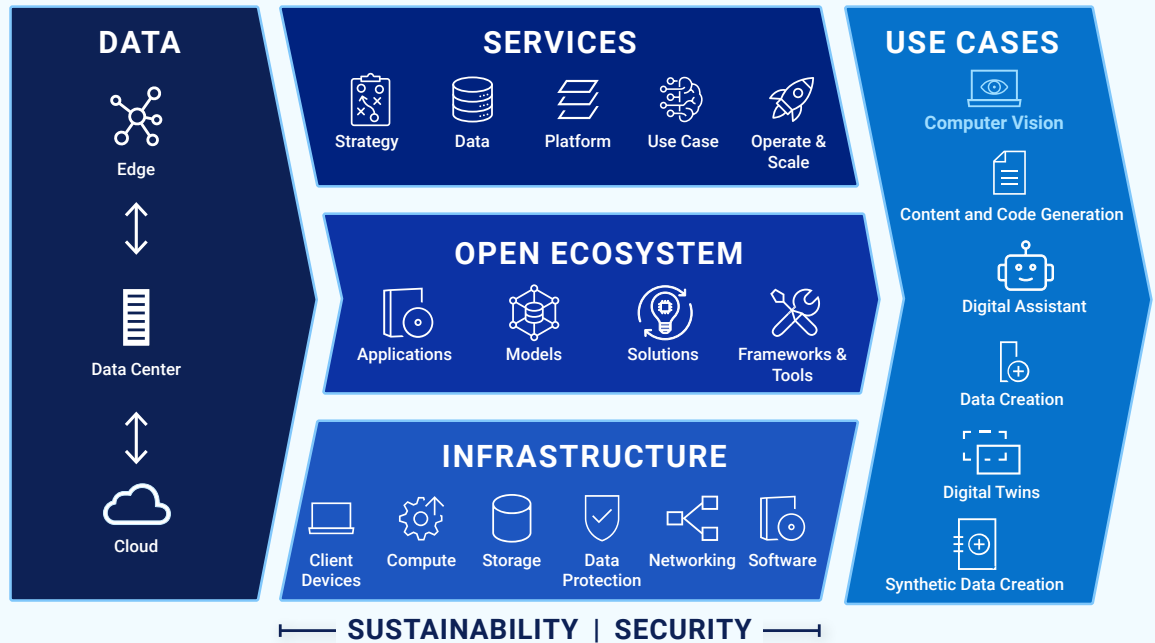 DATA
Edge
Data Center
Cloud
SERVICES
Strategy
Data
Platform
Use Case
Operate &
Scale
OPEN ECOSYSTEM
Applications
Models
Solutions
Frameworks &
Tools
INFRASTRUCTURE
Client
Devices
Compute
Storage
Data
Protection
Networking
Software
USE CASES
Computer Vision
Content and Code Generation
Digital Assistant
Data Creation
Digital Twins
Synthetic Data Creation
SUSTAINABILITY | SECURITY